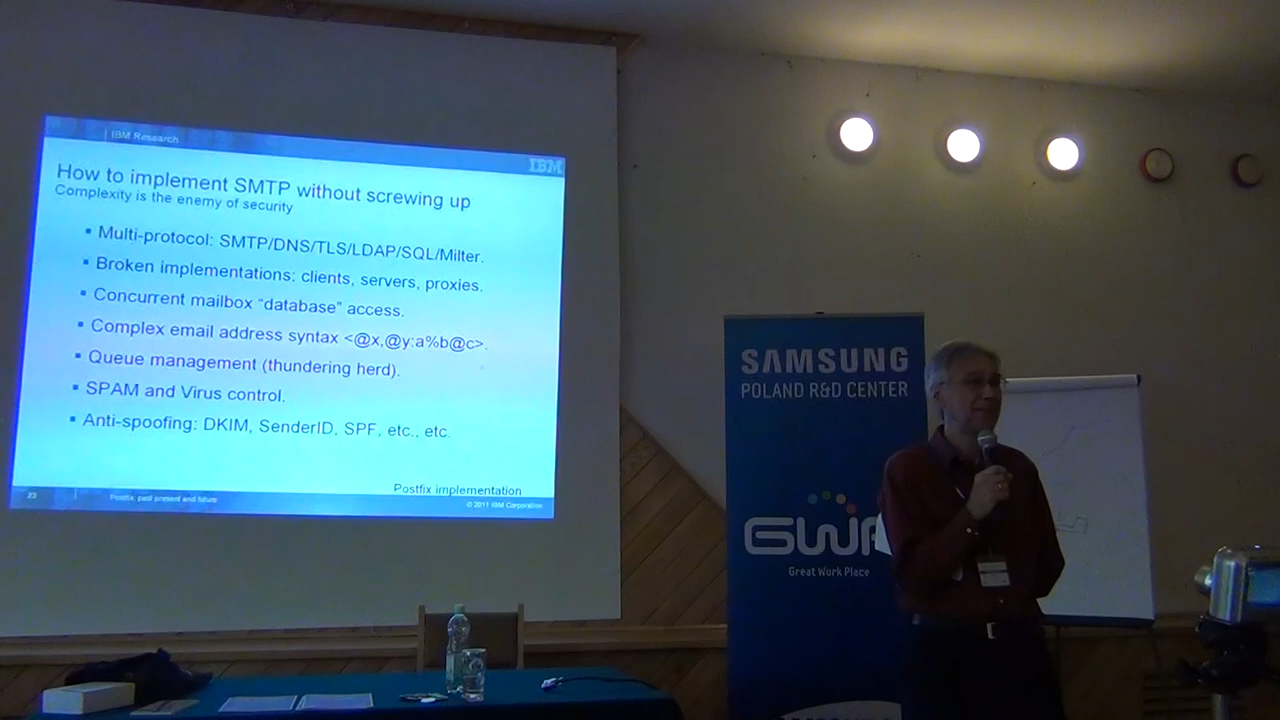 IBM Research
IBM
How to implement SMTP without screwing up
Complexity is the enemy of security
▪ Multi-protocol: SMTP/DNS/TLS/LDAP/SQL/Milter.
▪ Broken implementations: clients, servers, proxies.
▪ Concurrent mailbox “database” access.
▪ Complex email address syntax <@x,@y:a%b@c>.
▪ Queue management (thundering herd).
▪ SPAM and Virus control.
▪ Anti-spoofing: DKIM, SenderID, SPF, etc., etc.
Postfix implementation
23
Postfix, past present and future
© 2011 IBM Corporation
SAMSUNG
POLAND R&D CENTER
GWP
Great Work Place
SAMSUNG